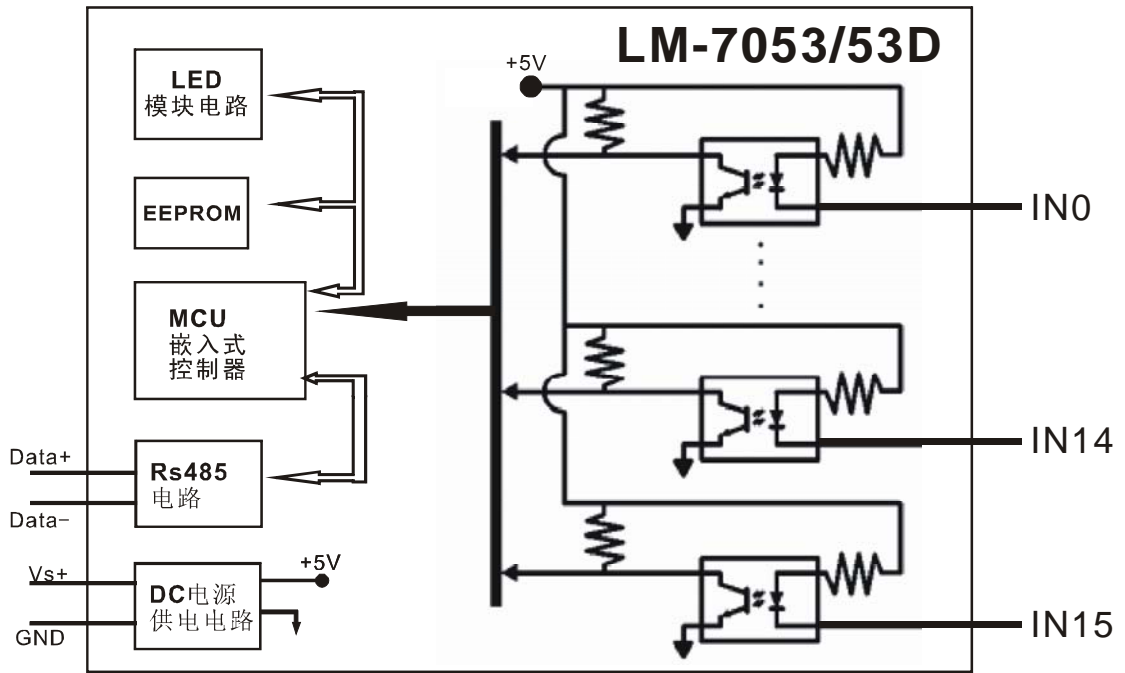 LM-7053/53D
+5V
LED
模块电路
EEPROM
IN0
MCU
嵌入式
控制器
IN14
Data+
Rs485
电路
Data-
Vs+
+5V
DC电源
供电电路
GND
IN15